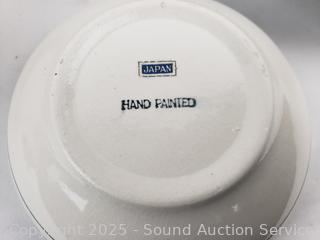 JAPAN
HAND PAINTED
Copyright 2025 - Sound Auction Service